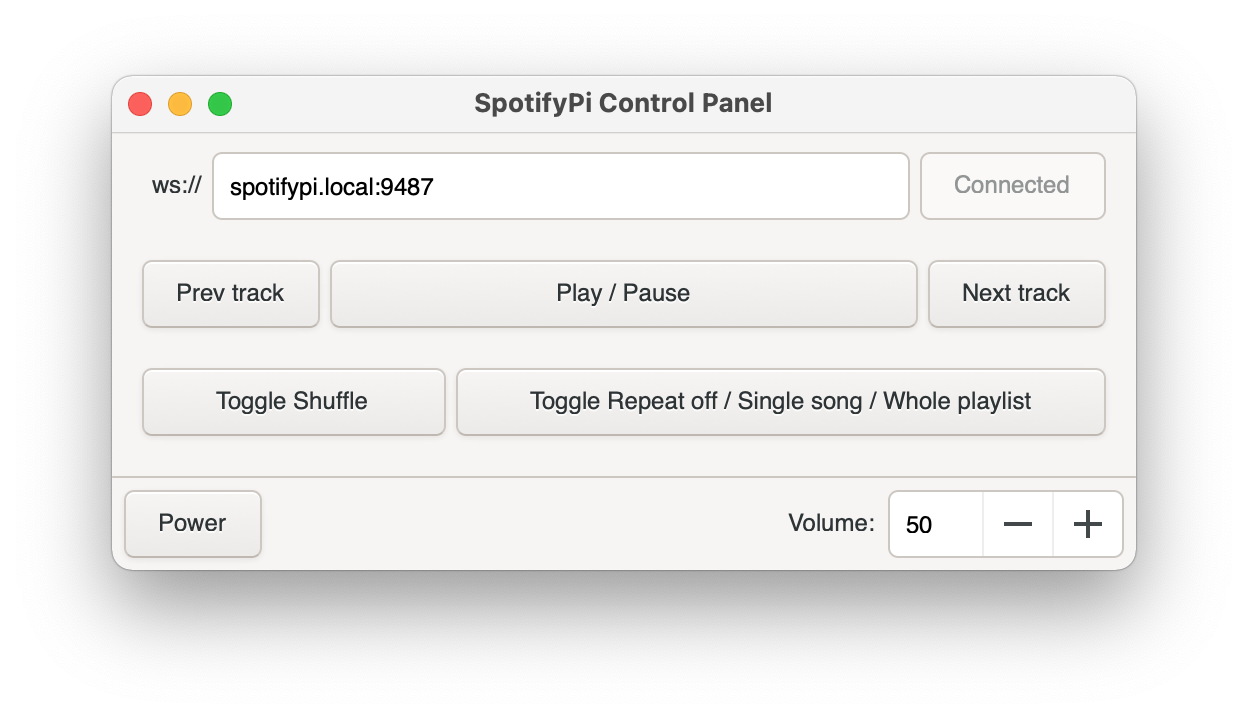 SpotifyPi Control Panel
ws:// spotifypi.local:9487 Connected
Prev track Play / Pause Next track
Toggle Shuffle Toggle Repeat off / Single song / Whole playlist
Power Volume: 50